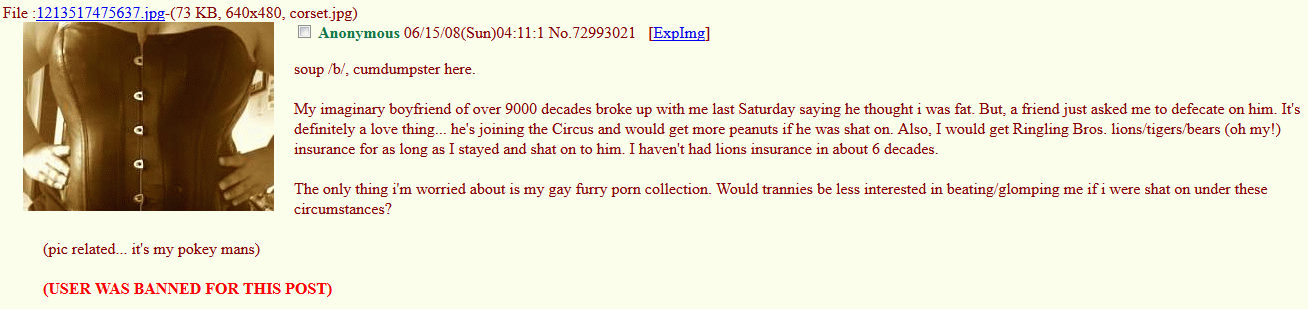 File :1213517475637.jpg-(73 KB, 640x480, corset.jpg)
Anonymous 06/15/08(Sun)04:11:1 No.72993021 [ExpImg]
soup /b/, cumdumpster here.
My imaginary boyfriend of over 9000 decades broke up with me last Saturday saying he thought i was fat. But, a friend just asked me to defecate on him. It's
definitely a love thing... he's joining the Circus and would get more peanuts if he was shat on. Also, I would get Ringling Bros. lions/tigers/bears (oh my!)
insurance for as long as I stayed and shat on to him. I haven't had lions insurance in about 6 decades.
The only thing i'm worried about is my gay furry porn collection. Would trannies be less interested in beating/glomping me if i were shat on under these
circumstances?
(pic related... it's my pokey mans)
(USER WAS BANNED FOR THIS POST)